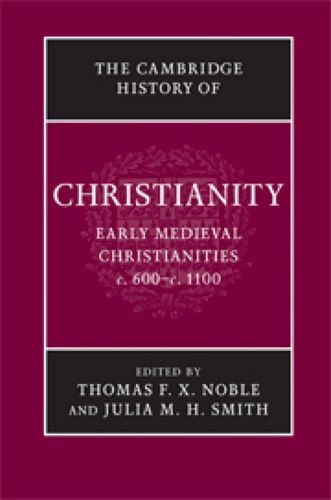 THE CAMBRIDGE
HISTORY OF
CHRISTIANITY
EARLY MEDIEVAL
CHRISTIANITIES
c. 600–c. 1100
EDITED BY
THOMAS F. X. NOBLE
AND JULIA M. H. SMITH